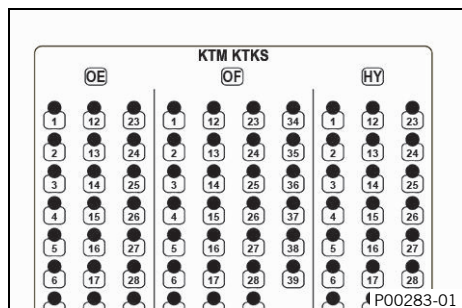 KTM KTKS
OE OF HY
1 12 23 1 12 23 34 1 12 23
2 13 24 2 13 24 35 2 13 24
3 14 25 3 14 25 36 3 14 25
4 15 26 4 15 26 37 4 15 26
5 16 27 5 16 27 38 5 16 27
6 17 28 6 17 28 39 6 17 28
P00283-01